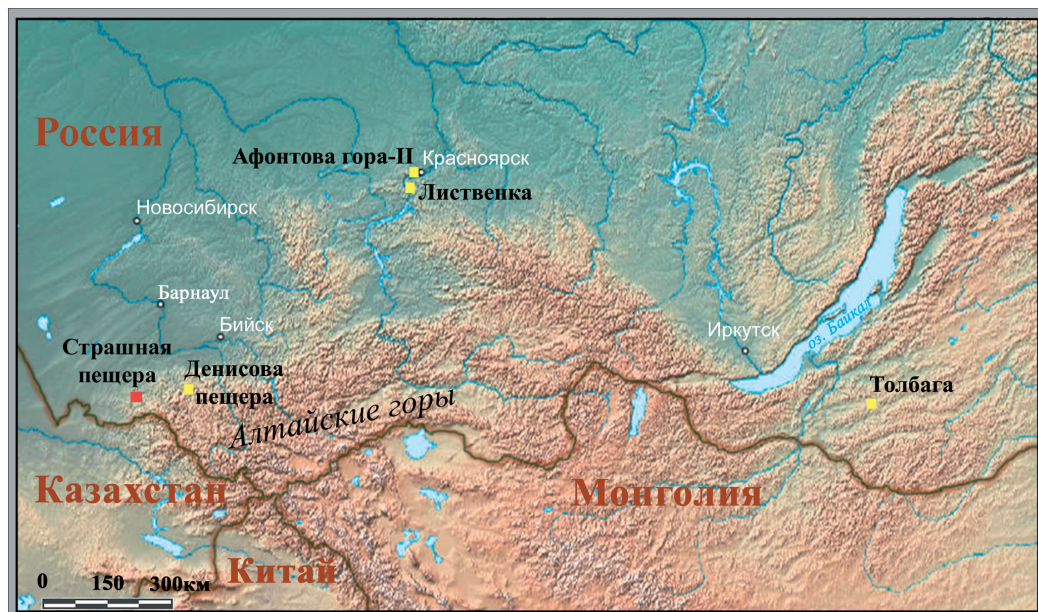 Россия
Афонтова гора-II
Красноярск
Лиственка
Новосибирск
Барнаул
Бийск
Иркутск
оз. Байкал
Страшная
пещера
Денисова
пещера
Толбага
Алтайские горы
Казахстан
Монголия
Китай
0 150 300км